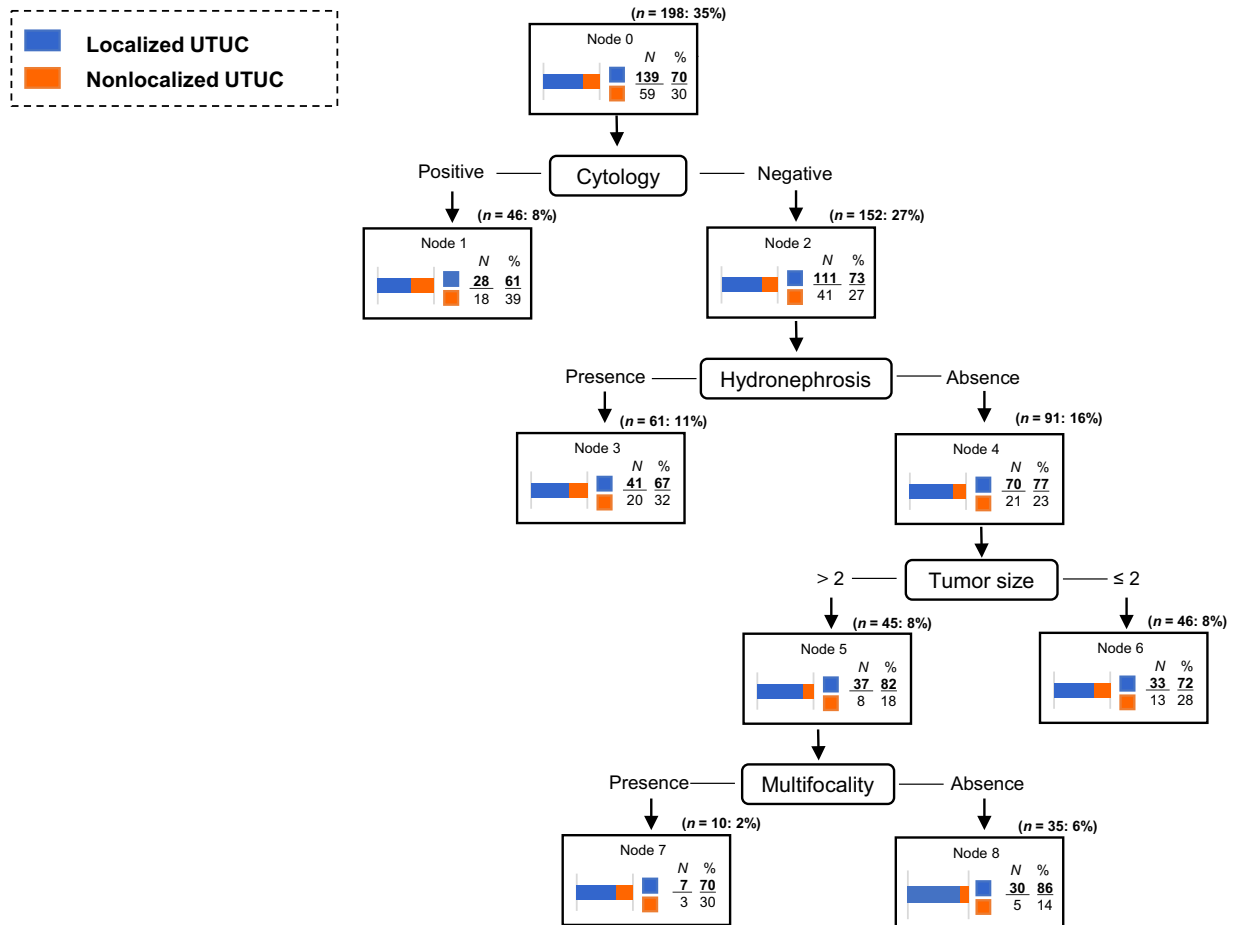 Localized UTUC
Nonlocalized UTUC
(n = 198: 35%)
Node 0
N %
139 70
59 30
Positive Cytology Negative
(n = 46: 8%)
Node 1
N %
28 61
18 39
(n = 152: 27%)
Node 2
N %
111 73
41 27
Presence Hydronephrosis Absence
(n = 61: 11%)
Node 3
N %
41 67
20 32
(n = 91: 16%)
Node 4
N %
70 77
21 23
> 2 Tumor size ≤ 2
(n = 45: 8%)
Node 5
N %
37 82
8 18
(n = 46: 8%)
Node 6
N %
33 72
13 28
Presence Multifocality Absence
(n = 10: 2%)
Node 7
N %
7 70
3 30
(n = 35: 6%)
Node 8
N %
30 86
5 14